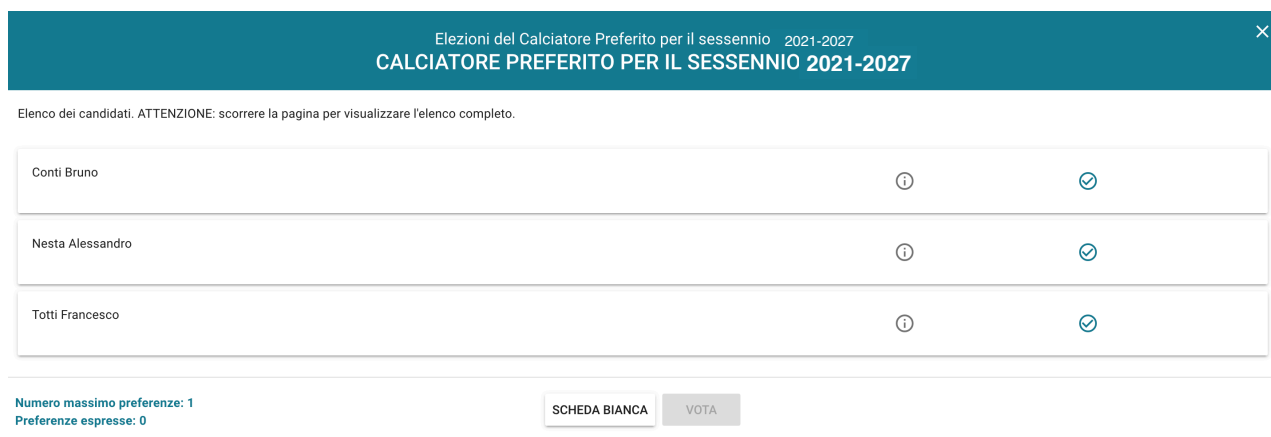 Elezioni del Calciatore Preferito per il sessennio 2021-2027
CALCIATORE PREFERITO PER IL SESSENNIO 2021-2027
Elenco dei candidati. ATTENZIONE: scorrere la pagina per visualizzare l'elenco completo.
Conti Bruno
Nesta Alessandro
Totti Francesco
Numero massimo preferenze: 1
Preferenze espresse: 0
SCHEDA BIANCA
VOTA